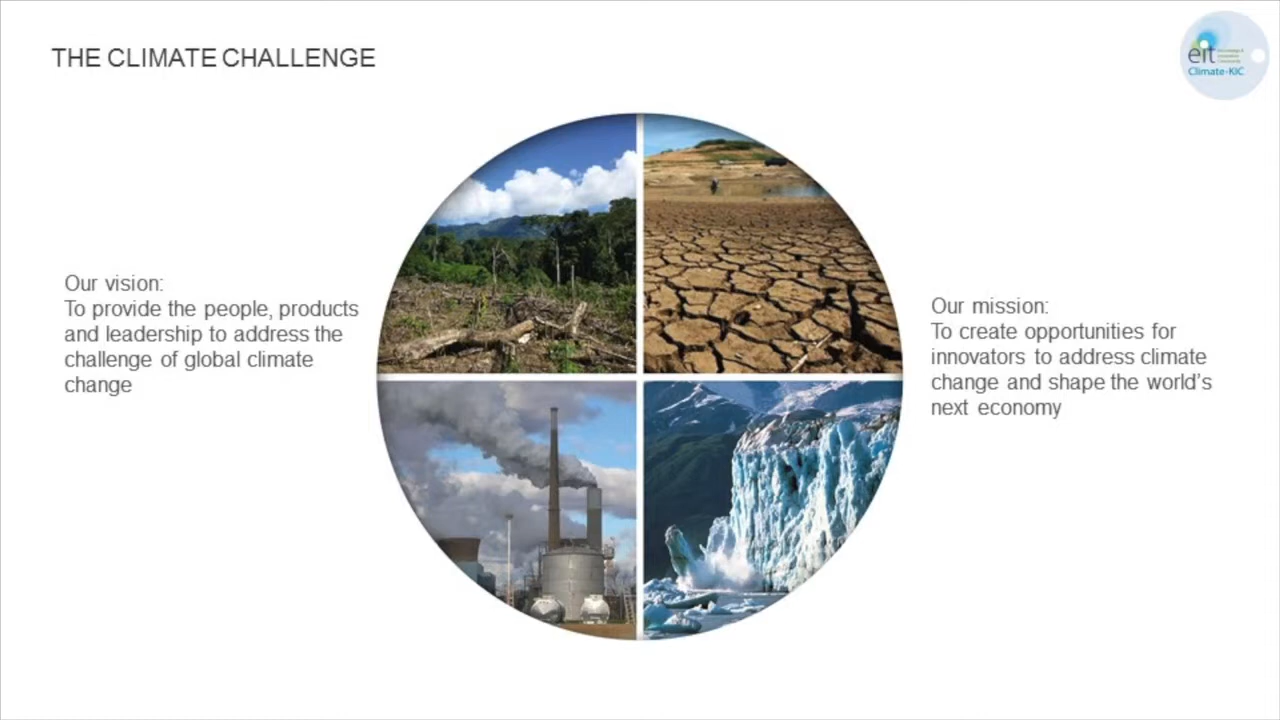 THE CLIMATE CHALLENGE
eit
Climate-KIC
Our vision:
To provide the people, products
and leadership to address the
challenge of global climate
change
Our mission:
To create opportunities for
innovators to address climate
change and shape the world's
next economy